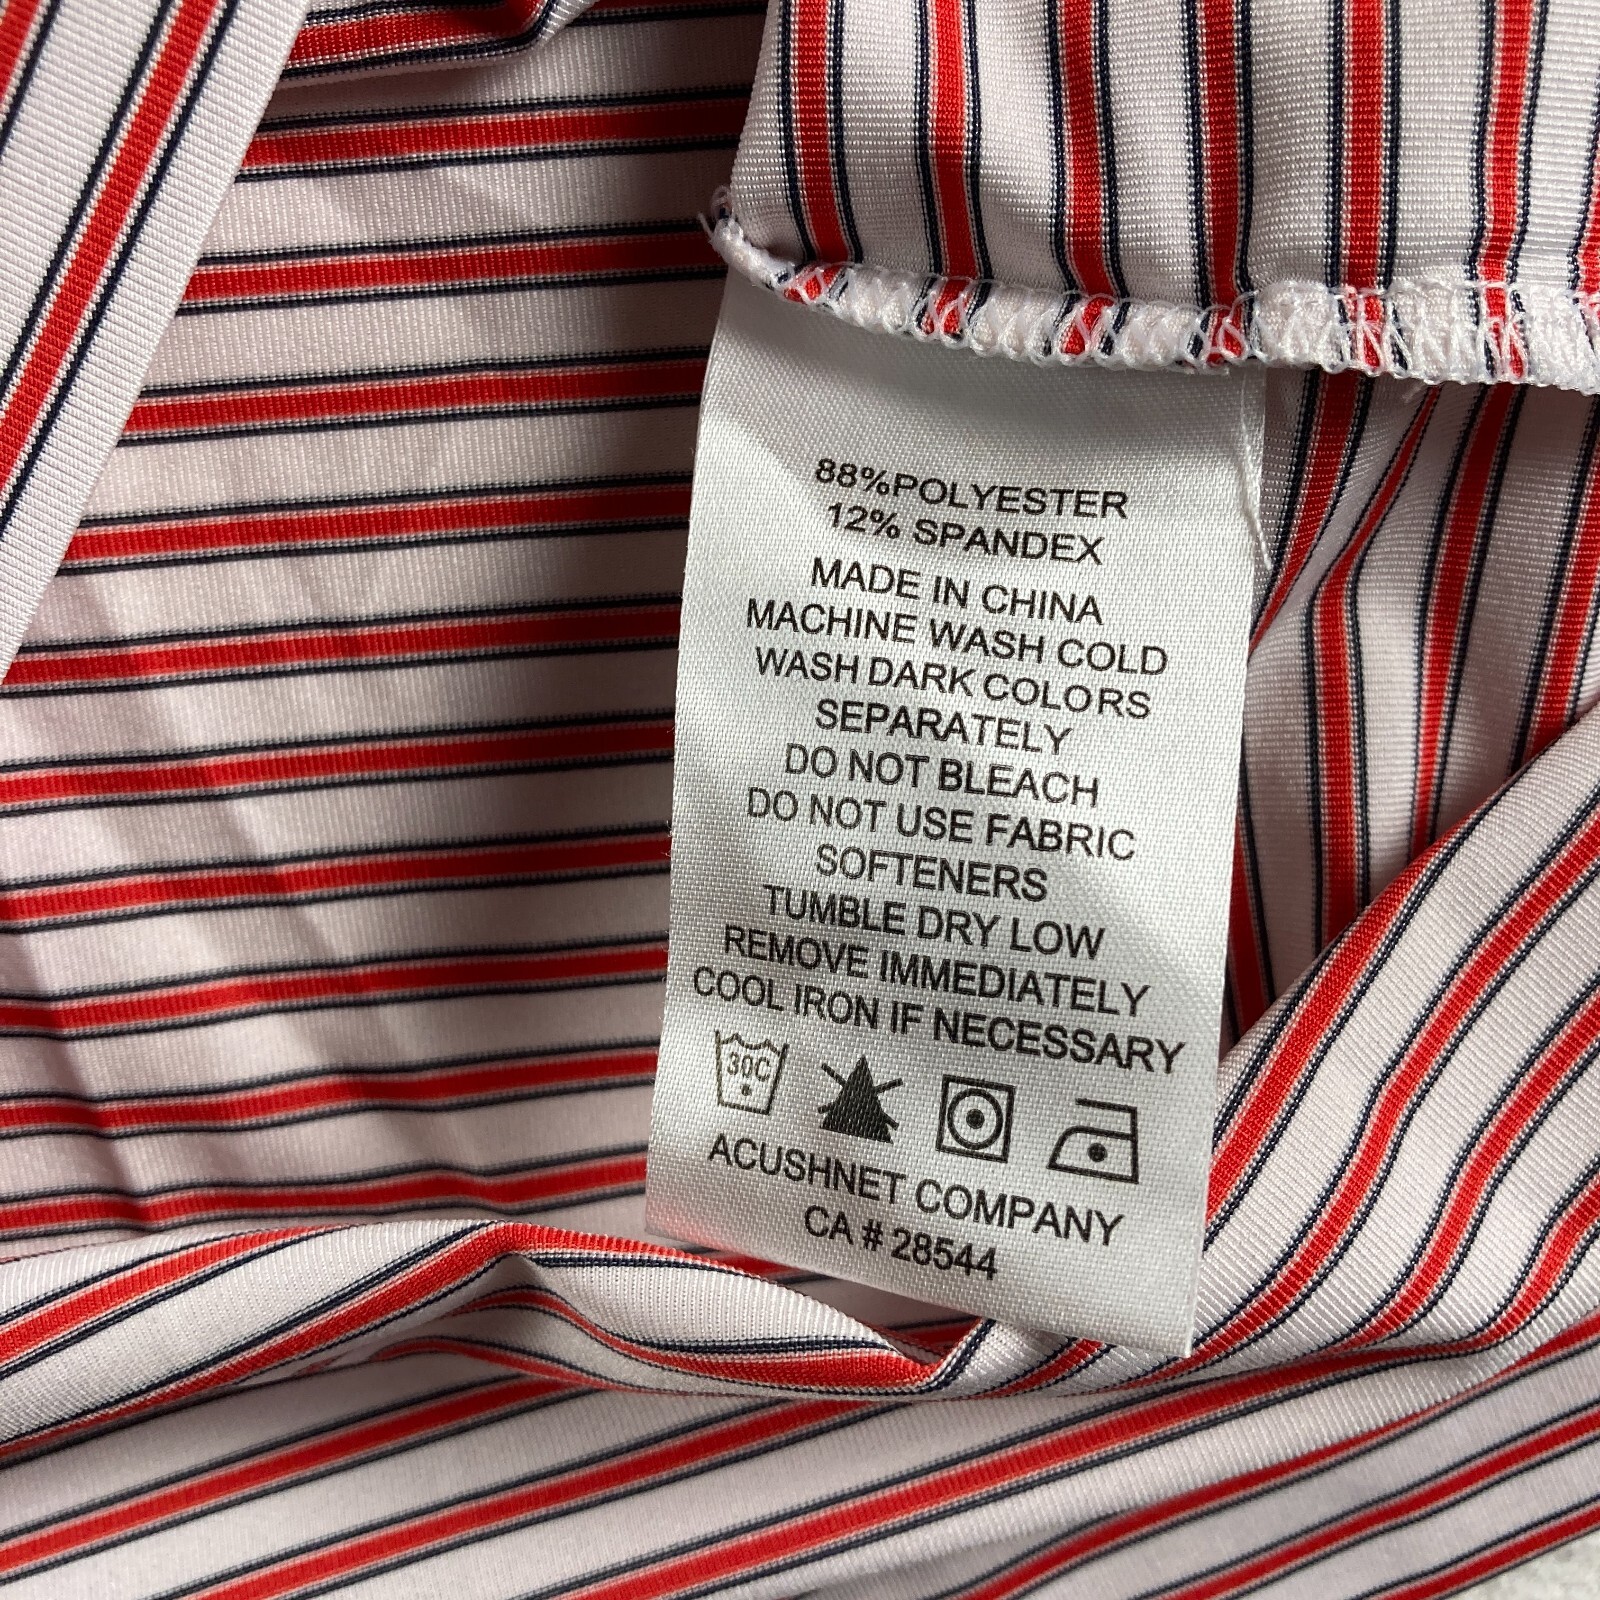 88%POLYESTER
12% SPANDEX
MADE IN CHINA
MACHINE WASH COLD
WASH DARK COLORS
SEPARATELY
DO NOT BLEACH
DO NOT USE FABRIC
SOFTENERS
TUMBLE DRY LOW
REMOVE IMMEDIATELY
COOL IRON IF NECESSARY
30C
ACUSHNET COMPANY
CA # 28544